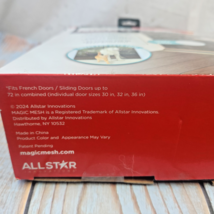 *Fits French Doors / Sliding Doors up to
72 in combined (individual door sizes 30 in, 32 in, 36 in)
© 2024 Allstar Innovations
MAGIC MESH is a Registered Trademark of Allstar Innovations
Distributed by Allstar Innovations
Hawthorne, NY 10532
Made in China
Product Color and Appearance May Vary
Patent Pending
magicmesh.com
ALLSTAR